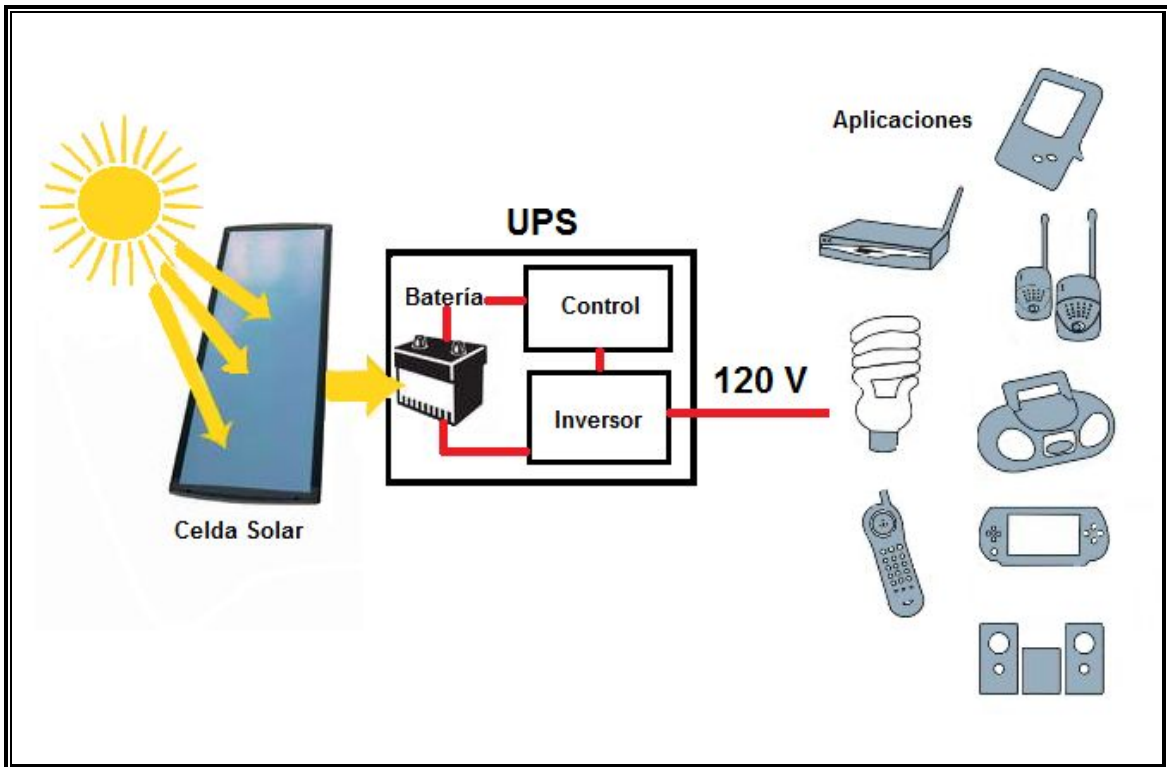 Aplicaciones
UPS
Batería
Control
120 V
Inversor
Celda Solar